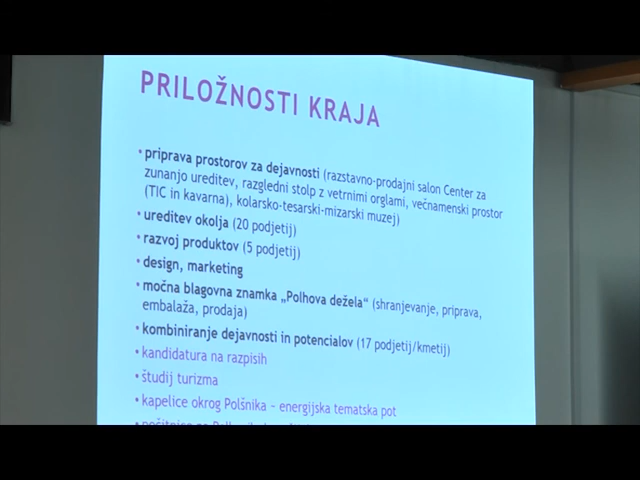 PRILOŽNOSTI KRAJA
•priprava prostorov za dejavnosti (razstavno-prodajni salon Center za
zunanjo ureditev, razgledni stolp z vetrnimi orglami, večnamenski prostor
(TIC in kavarna), kolarsko-tesarski-mizarski muzej)
•ureditev okolja (20 podjetij)
•razvoj produktov (5 podjetij)
•design, marketing
•močna blagovna znamka „Polhova dežela“ (shranjevanje, priprava,
embalaža, prodaja)
•kombiniranje dejavnosti in potencialov (17 podjetij/kmetij)
•kandidatura na razpisih
•študij turizma
•kapelice okrog Polšnika – energijska tematska pot